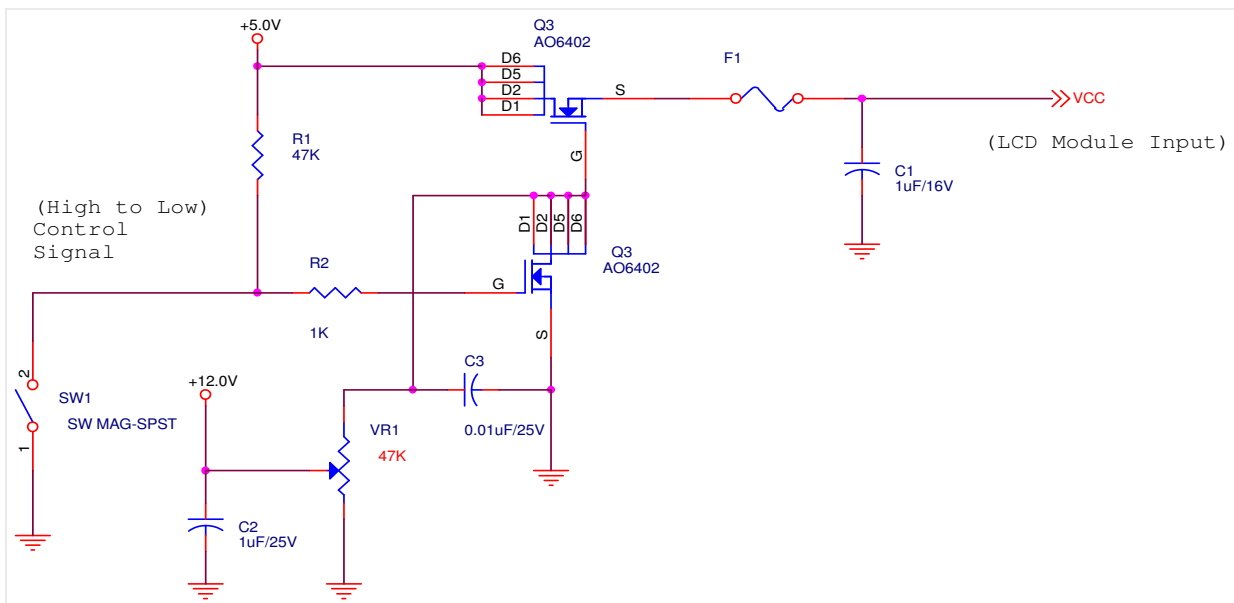 +5.0V
Q3
AO6402
D6
D5
D2
D1
S
G
F1
VCC
(LCD Module Input)
C1
1uF/16V
R1
47K
(High to Low)
Control
Signal
D1
D2
D5
D6
Q3
AO6402
R2
1K
G
S
2
1
SW1
SW MAG-SPST
+12.0V
C3
0.01uF/25V
VR1
47K
C2
1uF/25V